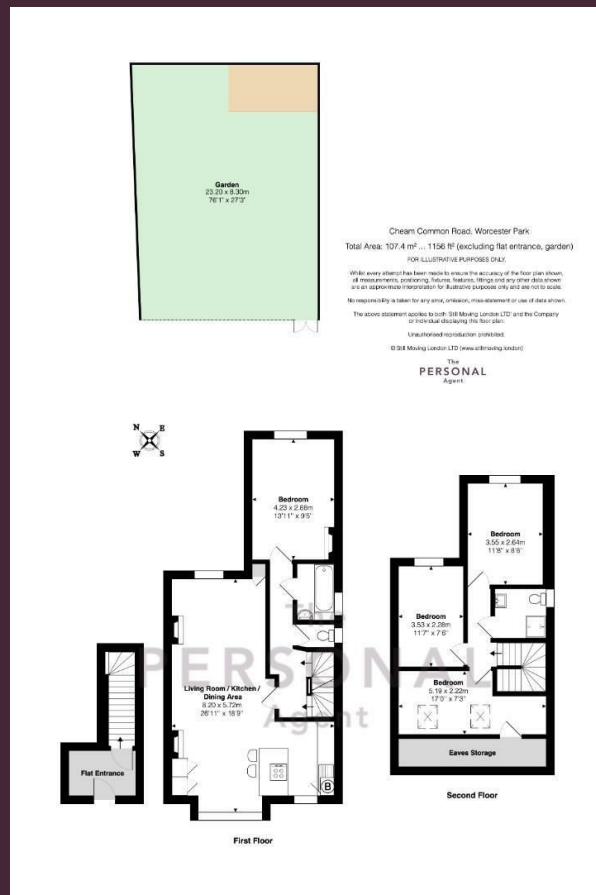 Garden
23.20 x 8.30m
76'1" x 27'3"
Cheam Common Road, Worcester Park
Total Area: 107.4 m² ... 1156 ft² (excluding flat entrance, garden)
FOR ILLUSTRATIVE PURPOSES ONLY.
Whilst every attempt has been made to ensure the accuracy of the floor plan shown,
all measurements, positioning, fixtures, features, fittings and any other data shown
are an approximate interpretation for illustrative purposes only and are not to scale.
No responsibility is taken for any error, omission, miss-statement or use of data shown.
The above statement applies to both 'Still Moving London LTD' and the Company
or Individual displaying this floor plan.
Unauthorised reproduction prohibited.
© Still Moving London LTD (www.stillmoving.london)
The
PERSONAL
Agent
N E
W S
Bedroom
4.23 x 2.88m
13'11" x 9'5"
Living Room / Kitchen /
Dining Area
8.20 x 5.72m
26'11" x 18'9"
B
Flat Entrance
First Floor
Bedroom
3.55 x 2.64m
11'8" x 8'8"
Bedroom
3.53 x 2.28m
11'7" x 7'6"
Bedroom
5.19 x 2.22m
17'0" x 7'3"
Eaves Storage
Second Floor
The
PERSONAL
Agent